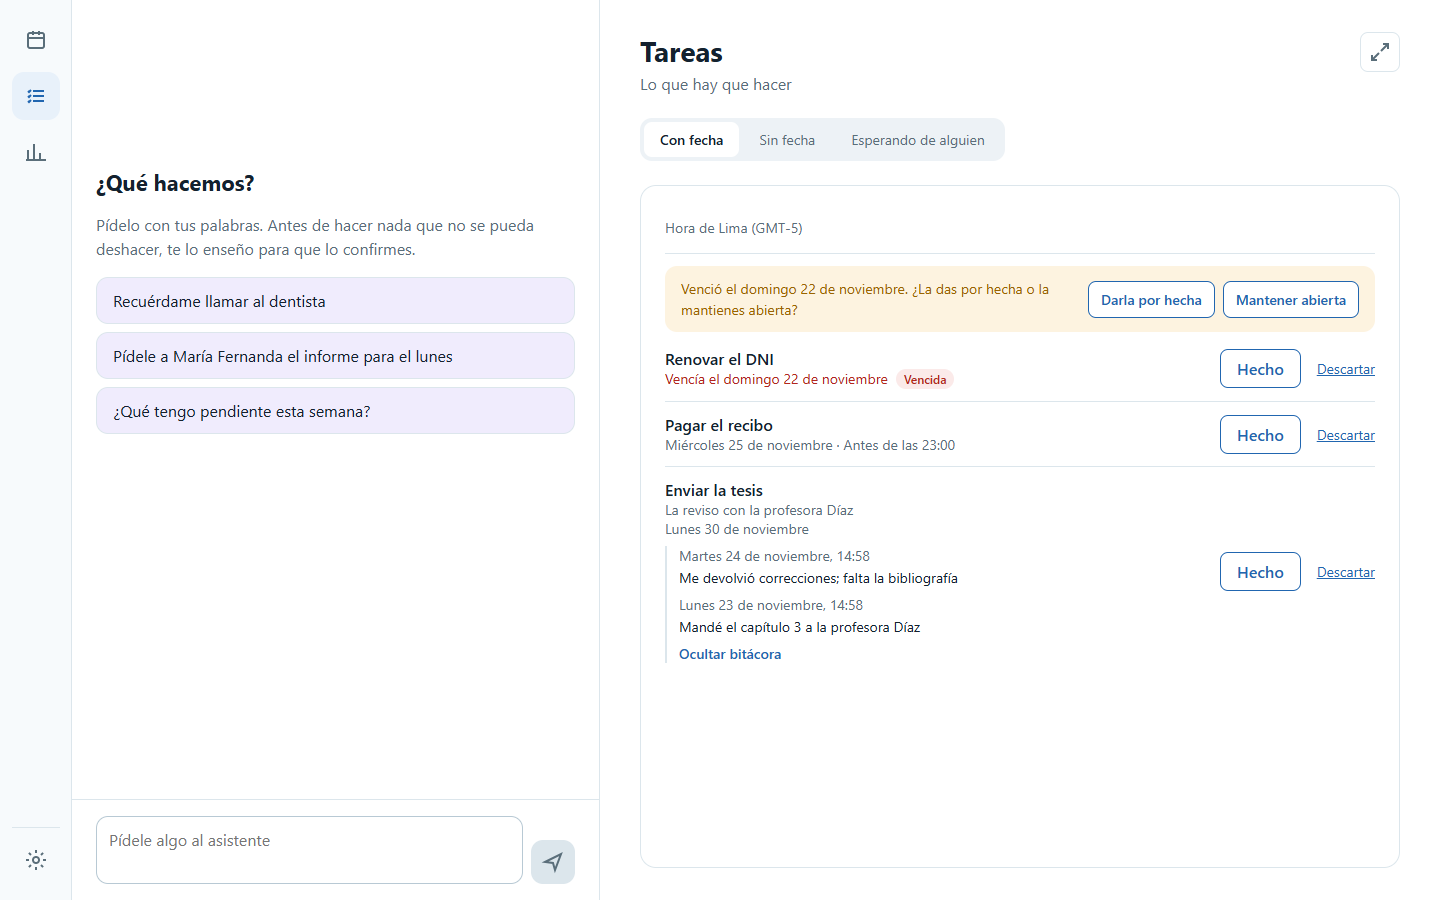 ¿Qué hacemos?
Pídelo con tus palabras. Antes de hacer nada que no se pueda
deshacer, te lo enseño para que lo confirmes.
Recuérdame llamar al dentista
Pídele a María Fernanda el informe para el lunes
¿Qué tengo pendiente esta semana?
Pídele algo al asistente
Tareas
Lo que hay que hacer
Con fecha
Sin fecha
Esperando de alguien
Hora de Lima (GMT-5)
Venció el domingo 22 de noviembre. ¿La das por hecha o la
mantienes abierta?
Darla por hecha
Mantener abierta
Renovar el DNI
Vencía el domingo 22 de noviembre
Vencida
Hecho
Descartar
Pagar el recibo
Miércoles 25 de noviembre · Antes de las 23:00
Hecho
Descartar
Enviar la tesis
La reviso con la profesora Díaz
Lunes 30 de noviembre
Martes 24 de noviembre, 14:58
Me devolvió correcciones; falta la bibliografía
Lunes 23 de noviembre, 14:58
Mandé el capítulo 3 a la profesora Díaz
Ocultar bitácora
Hecho
Descartar